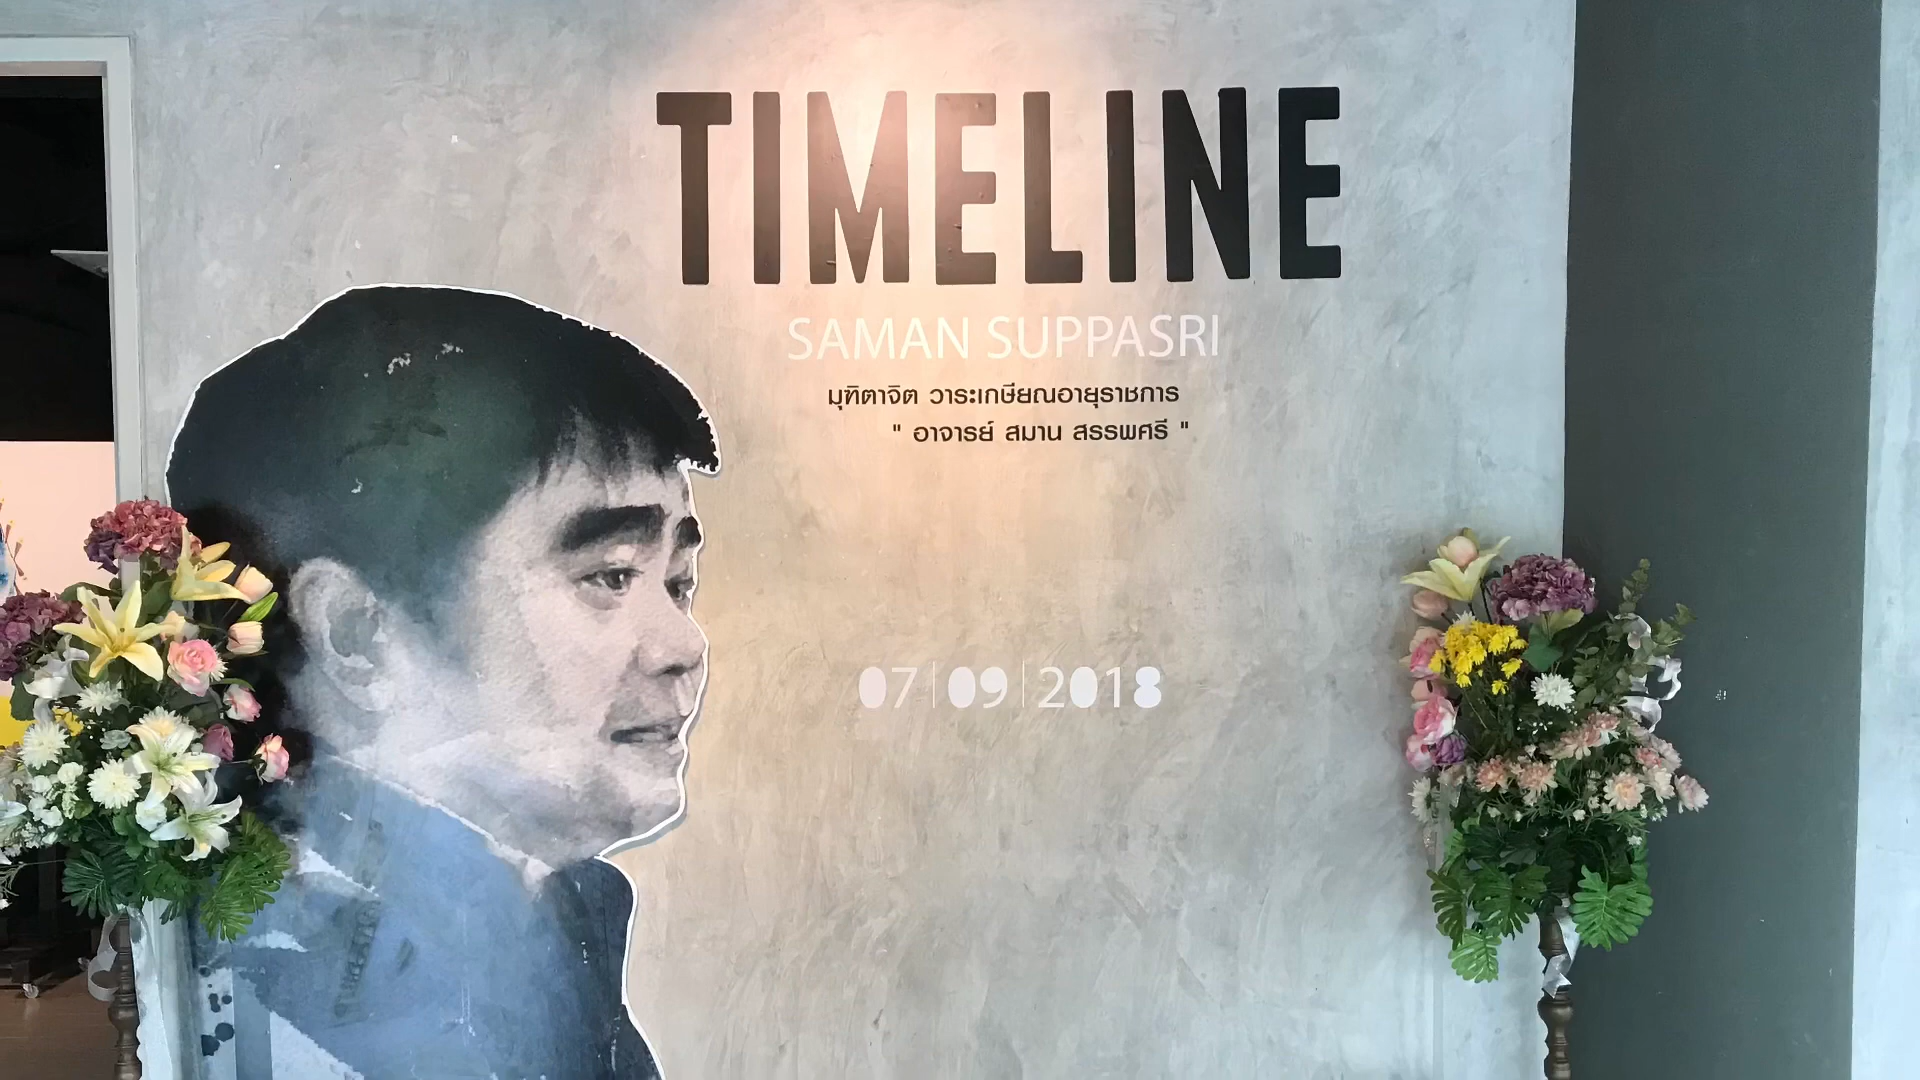 TIMELINE
SAMAN SUPPASRI
มุฑิตาจิต วาระเกษียณอายุราชการ
" อาจารย์ สมาน สรรพศรี "
07|09|2018